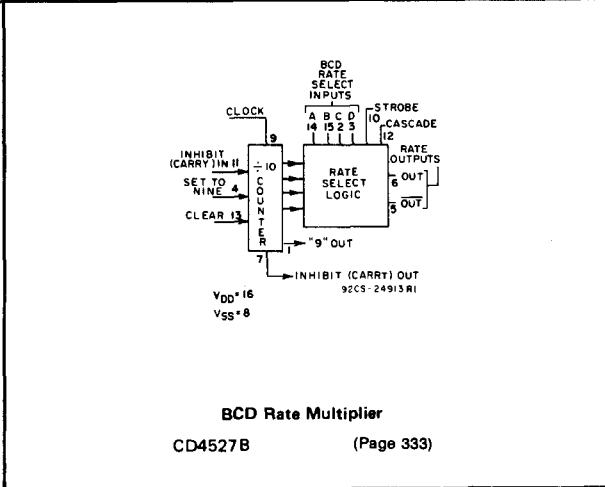 BCD
RATE
SELECT
INPUTS
CLOCK
A B C D
14 15 2 3
STROBE
10
CASCADE
12
9
INHIBIT
(CARRY) IN 11
SET TO
NINE 4
CLEAR 13
÷ 10
COUNTER
RATE
SELECT
LOGIC
RATE
OUTPUTS
OUT
6
O̅U̅T̅
5
1
"9" OUT
7
INHIBIT (CARRY) OUT
92CS-24913R1
VDD=16
VSS=8
BCD Rate Multiplier
CD4527B (Page 333)